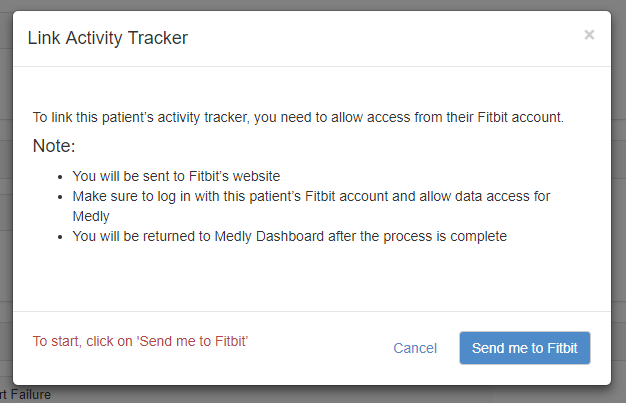 Link Activity Tracker ×
To link this patient's activity tracker, you need to allow access from their Fitbit account.
Note:
• You will be sent to Fitbit's website
• Make sure to log in with this patient's Fitbit account and allow data access for
Medly
• You will be returned to Medly Dashboard after the process is complete
To start, click on 'Send me to Fitbit'
Cancel
Send me to Fitbit
rt Failure